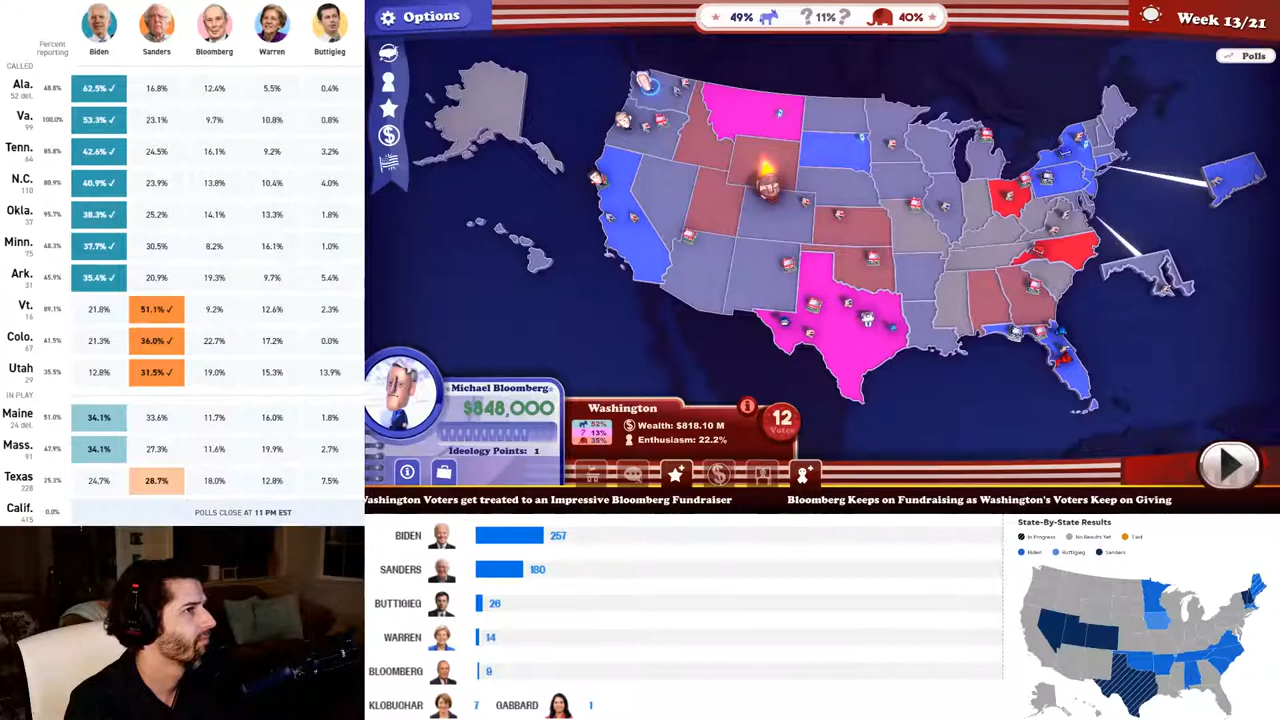 Percent
reporting
Biden
Sanders
Bloomberg
Warren
Buttigieg
CALLED
Ala. 48.8% 62.5% ✓ 16.8% 12.4% 5.5% 0.4%
52 del.
Va. 100.0% 53.3% ✓ 23.1% 9.7% 10.8% 0.8%
99
Tenn. 85.8% 42.6% ✓ 24.5% 16.1% 9.2% 3.2%
64
N.C. 80.9% 40.9% ✓ 23.9% 13.8% 10.4% 4.0%
110
Okla. 95.7% 38.3% ✓ 25.2% 14.1% 13.3% 1.8%
37
Minn. 48.3% 37.7% ✓ 30.5% 8.2% 16.1% 1.0%
75
Ark. 45.9% 35.4% ✓ 20.9% 19.3% 9.7% 5.4%
31
Vt. 89.1% 21.8% 51.1% ✓ 9.2% 12.6% 2.3%
16
Colo. 41.5% 21.3% 36.0% ✓ 22.7% 17.2% 0.0%
67
Utah 35.5% 12.8% 31.5% ✓ 19.0% 15.3% 13.9%
29
IN PLAY
Maine 51.0% 34.1% 33.6% 11.7% 16.0% 1.8%
24 del.
Mass. 47.9% 34.1% 27.3% 11.6% 19.9% 2.7%
91
Texas 25.3% 24.7% 28.7% 18.0% 12.8% 7.5%
228
Calif. 0.0% POLLS CLOSE AT 11 PM EST
415
Options
49% ? 11% ? 40%
Week 13/21
Polls
Michael Bloomberg
$848,000
Ideology Points: 1
Washington
52%
13%
35%
Wealth: $818.10 M
Enthusiasm: 22.2%
12
Votes
Washington Voters get treated to an Impressive Bloomberg Fundraiser
Bloomberg Keeps on Fundraising as Washington's Voters Keep on Giving
BIDEN 257
SANDERS 180
BUTTIGIEG 26
WARREN 14
BLOOMBERG 9
KLOBUCHAR 7 GABBARD 1
State-By-State Results
In Progress No Results Yet Tied
Biden Buttigieg Sanders